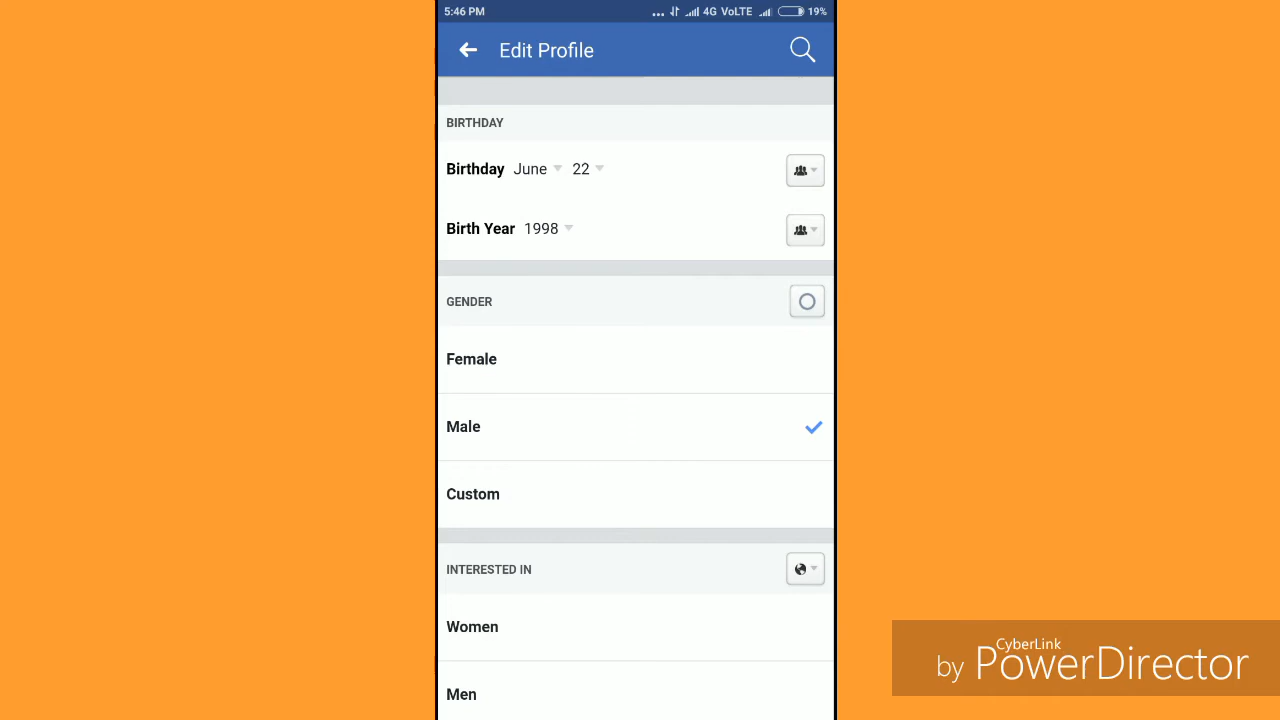 5:46 PM ... 4G VoLTE 19%
Edit Profile
BIRTHDAY
Birthday June 22
Birth Year 1998
GENDER
Female
Male
Custom
INTERESTED IN
Women
Men
CyberLink
by PowerDirector